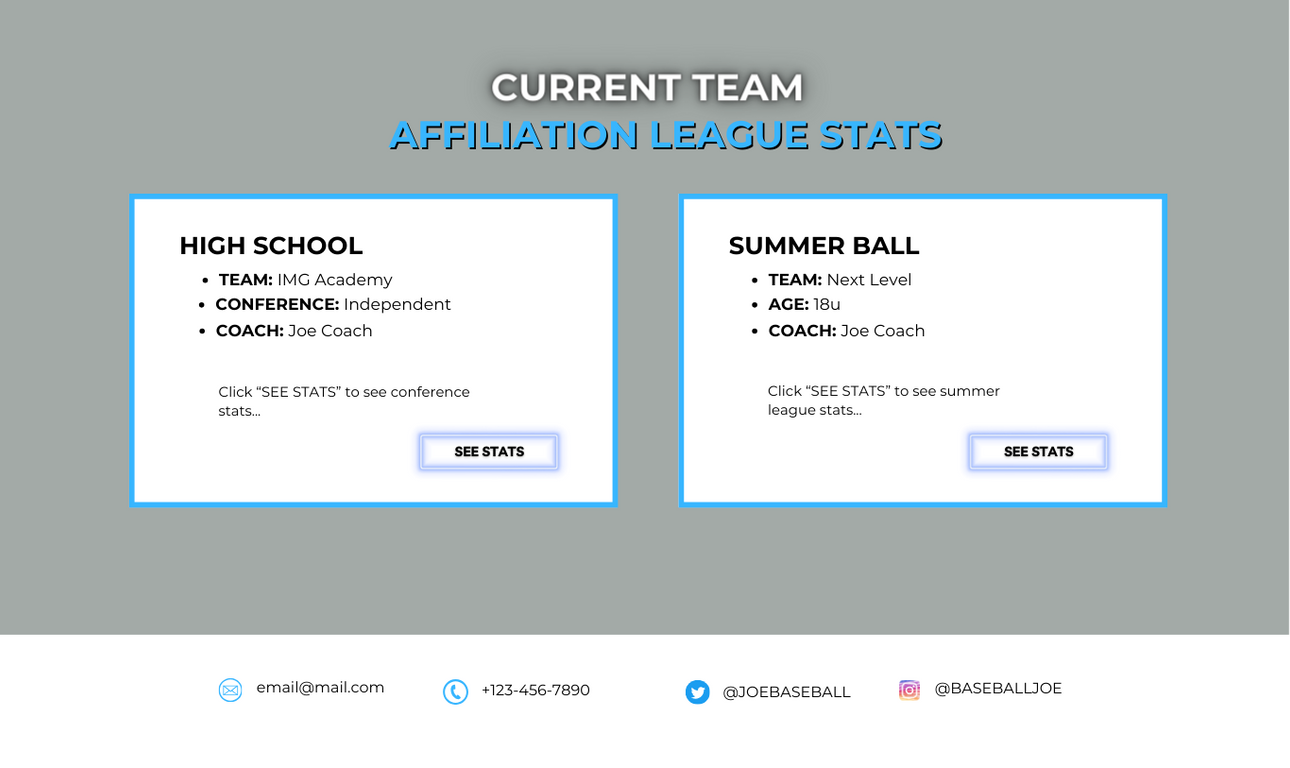 CURRENT TEAM
AFFILIATION LEAGUE STATS
HIGH SCHOOL
• TEAM: IMG Academy
• CONFERENCE: Independent
• COACH: Joe Coach
Click “SEE STATS” to see conference
stats...
SEE STATS
SUMMER BALL
• TEAM: Next Level
• AGE: 18u
• COACH: Joe Coach
Click “SEE STATS” to see summer
league stats...
SEE STATS
email@mail.com
+123-456-7890
@JOEBASEBALL
@BASEBALLJOE